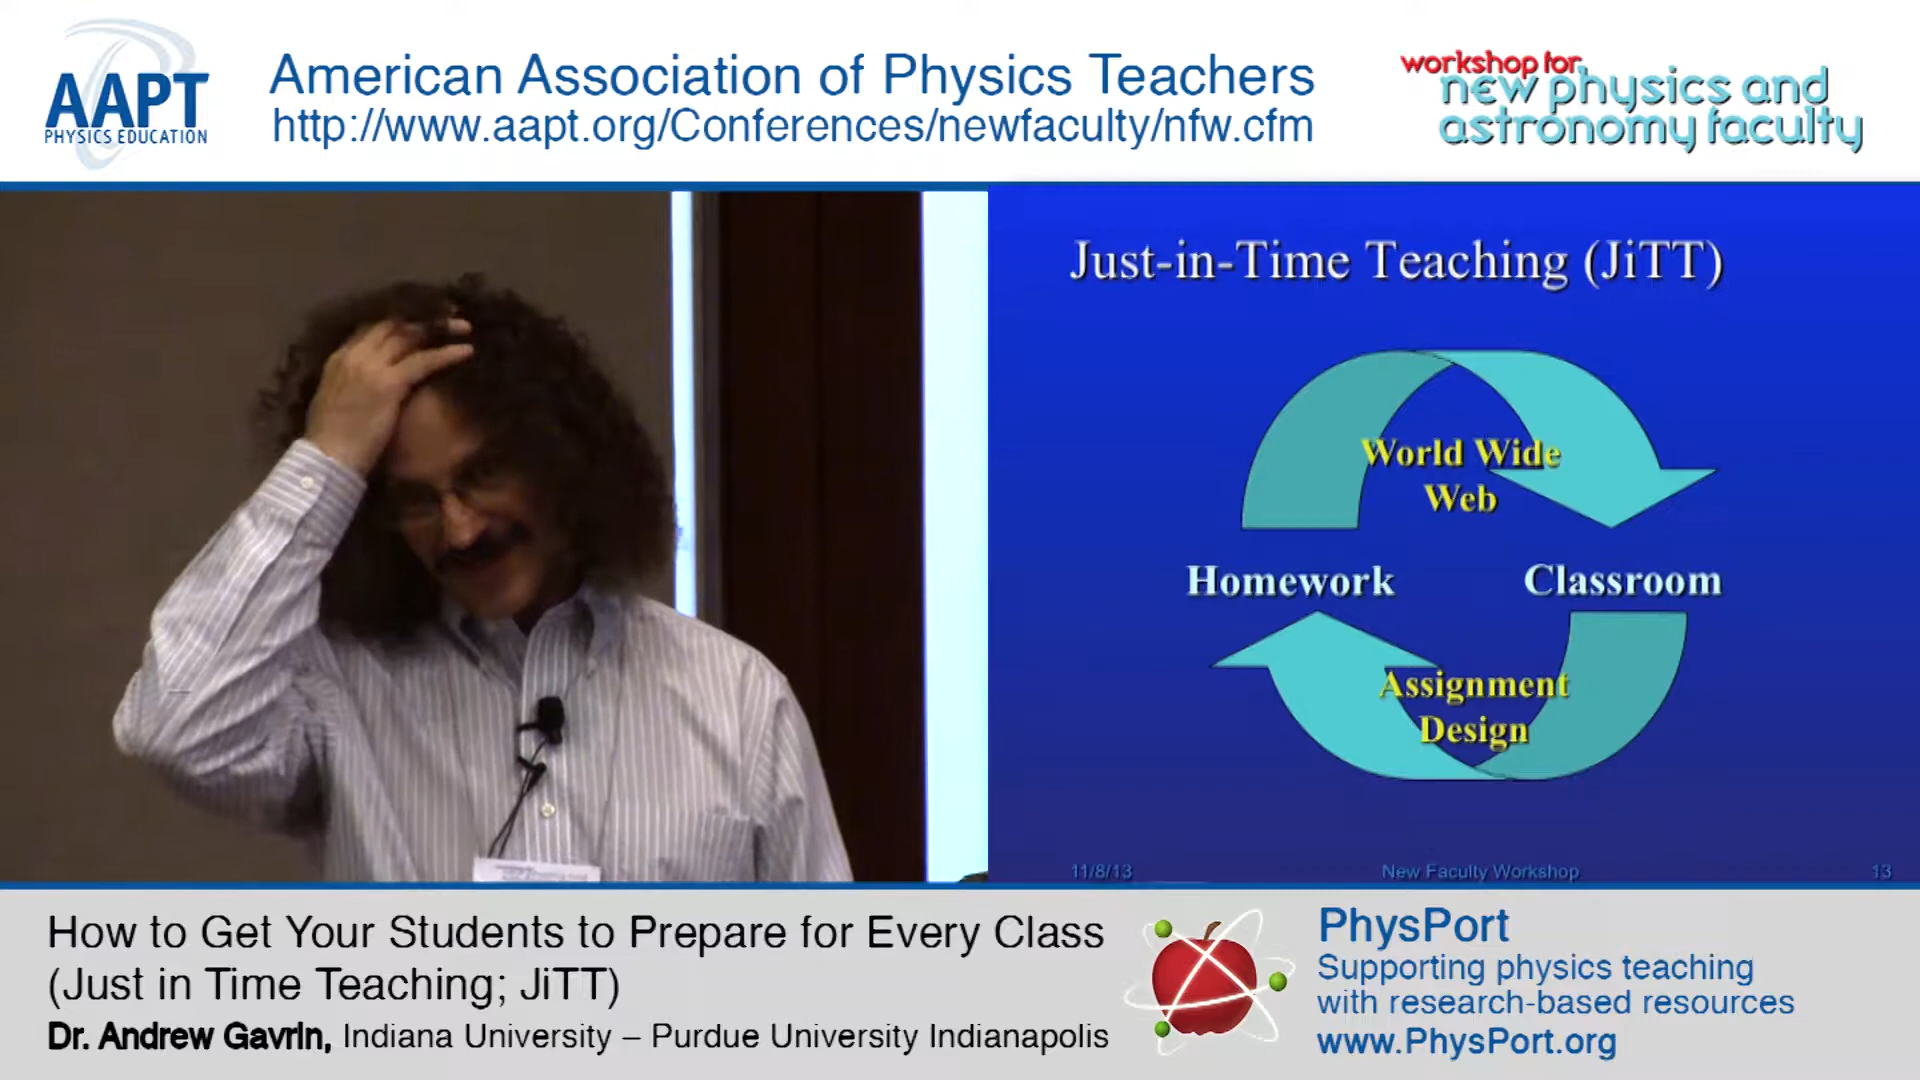 AAPT
PHYSICS EDUCATION
American Association of Physics Teachers
http://www.aapt.org/Conferences/newfaculty/nfw.cfm
workshop for
new physics and
astronomy faculty
Just-in-Time Teaching (JiTT)
World Wide
Web
Homework
Classroom
Assignment
Design
11/8/13
New Faculty Workshop
13
How to Get Your Students to Prepare for Every Class
(Just in Time Teaching; JiTT)
Dr. Andrew Gavrin, Indiana University – Purdue University Indianapolis
PhysPort
Supporting physics teaching
with research-based resources
www.PhysPort.org